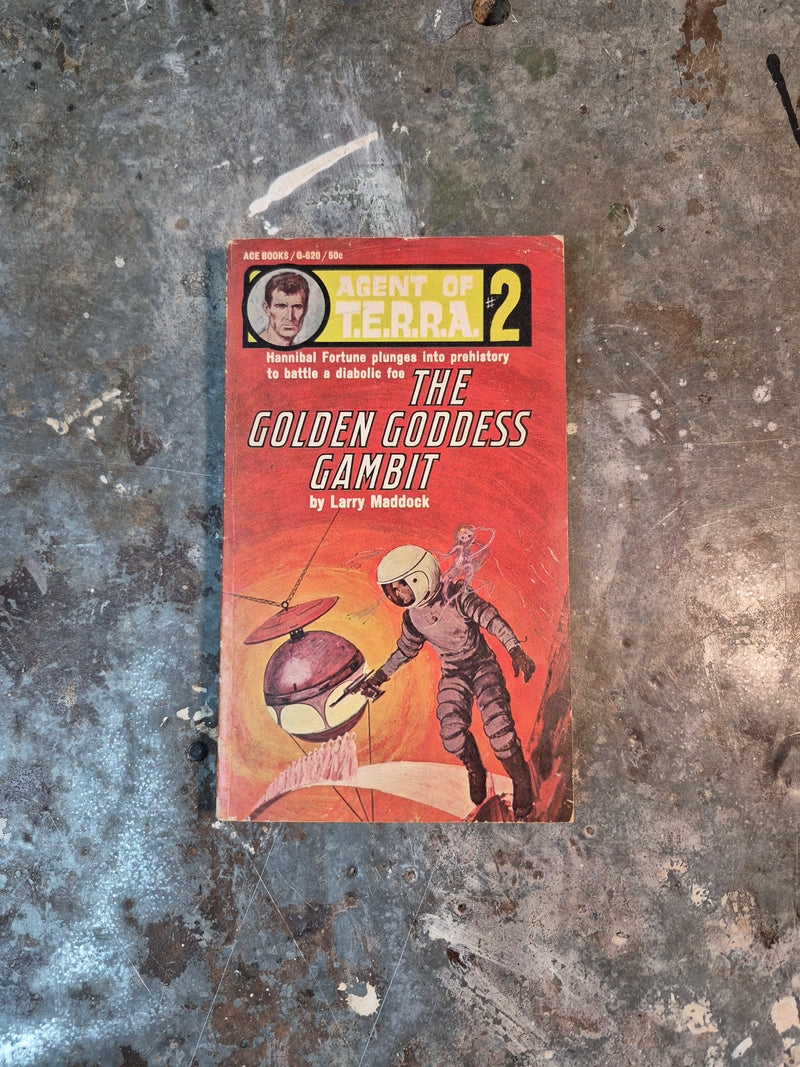 ACE BOOKS / G-620 / 50c
AGENT OF
T.E.R.R.A. #2
Hannibal Fortune plunges into prehistory
to battle a diabolic foe THE
GOLDEN GODDESS
GAMBIT
by Larry Maddock